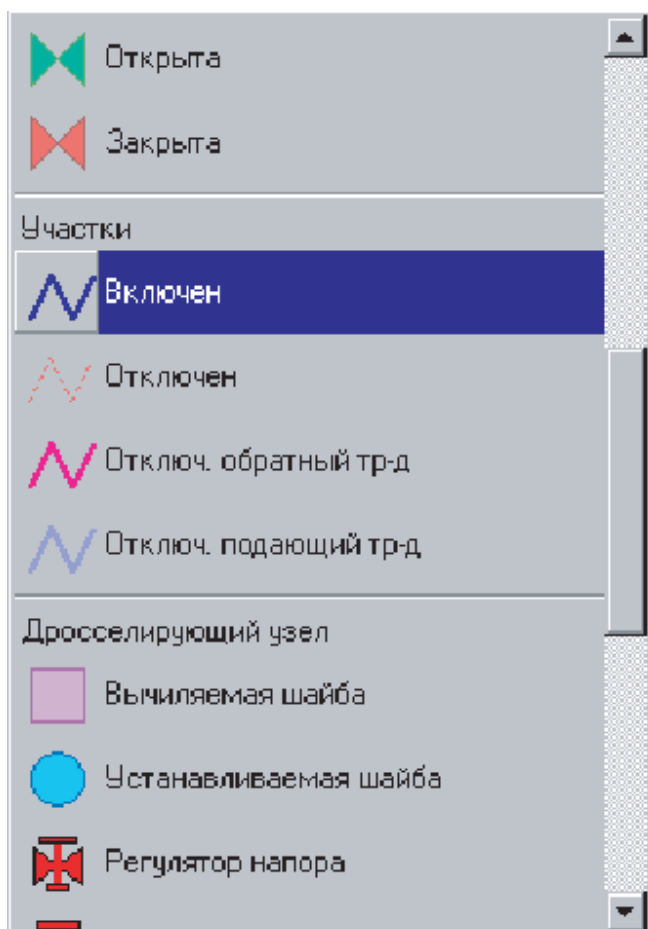 Открыта
Закрыта
Участки
Включен
Отключен
Отключ. обратный тр-д
Отключ. подающий тр-д
Дросселирующий узел
Вычиляемая шайба
Устанавливаемая шайба
Регулятор напора